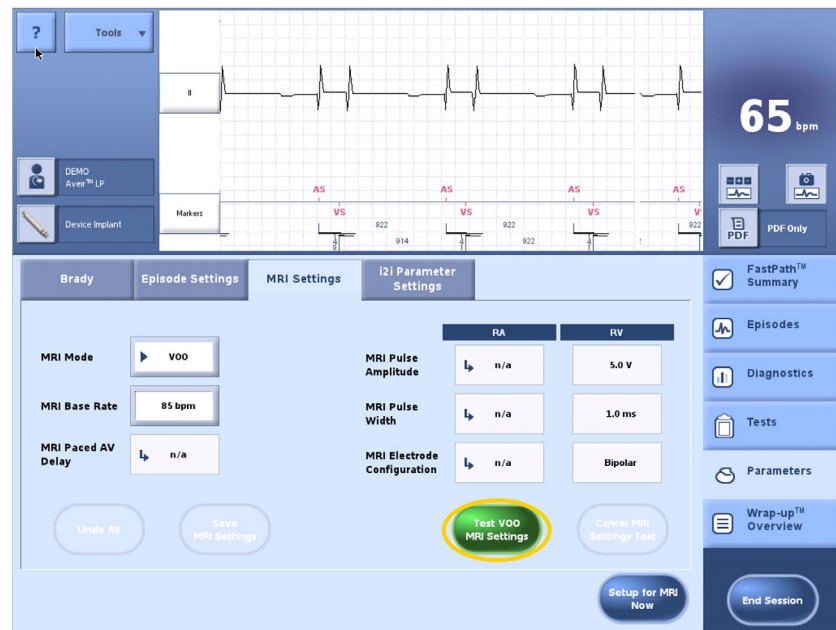 ?
Tools
II
DEMO
Aveir™ LP
Device Implant
Markers
AS AS AS AS
VS VS VS V
922 922 922
914 922
65 bpm
PDF
PDF Only
Brady
Episode Settings
MRI Settings
i2i Parameter
Settings
MRI Mode
VOO
MRI Base Rate
85 bpm
MRI Paced AV
Delay
n/a
RA RV
MRI Pulse
Amplitude
n/a
5.0 V
MRI Pulse
Width
n/a
1.0 ms
MRI Electrode
Configuration
n/a
Bipolar
Undo All
Save
MRI Settings
Test VOO
MRI Settings
Cancel MRI
Settings Test
Setup for MRI
Now
FastPath™
Summary
Episodes
Diagnostics
Tests
Parameters
Wrap-up™
Overview
End Session